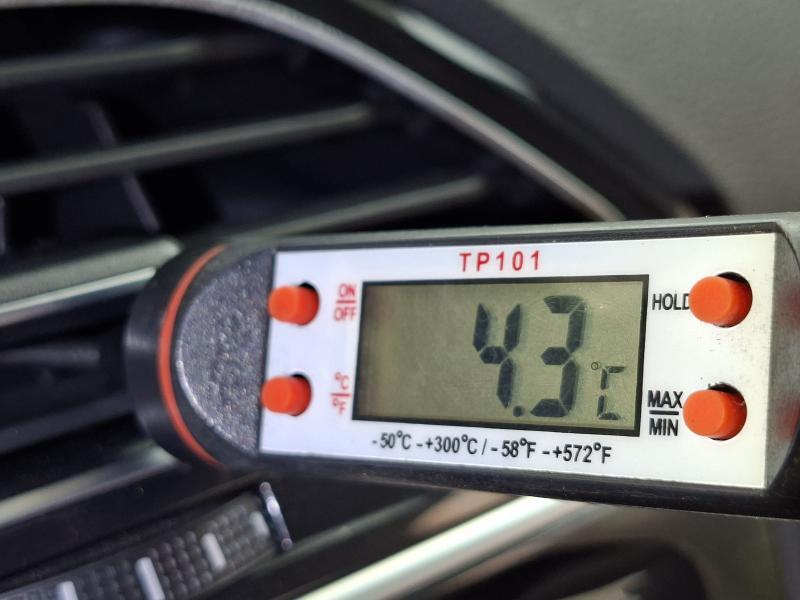 TP101
ON
OFF
HOLD
4.3 °C
°C
°F
MAX
MIN
-50°C -+300°C / -58°F -+572°F